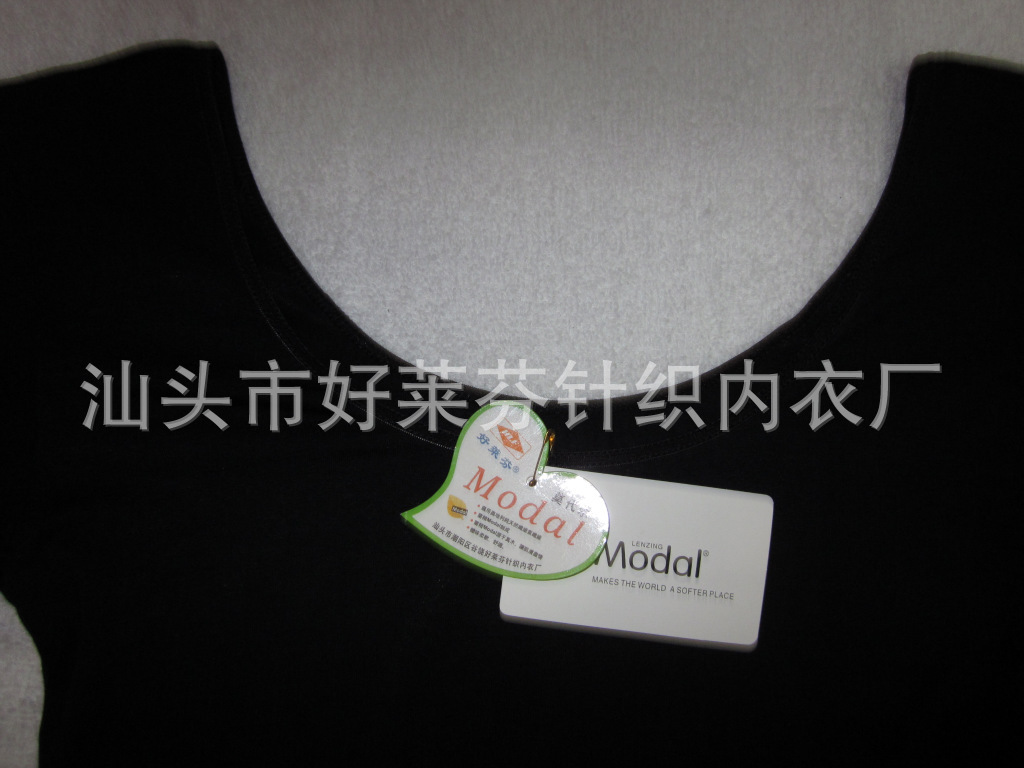 汕头市好莱芬针织内衣厂
好莱芬®
Modal
莫代尔
Modal
LENZING
Modal®
MAKES THE WORLD A SOFTER PLACE
汕头市潮阳区谷饶好莱芬针织内衣厂